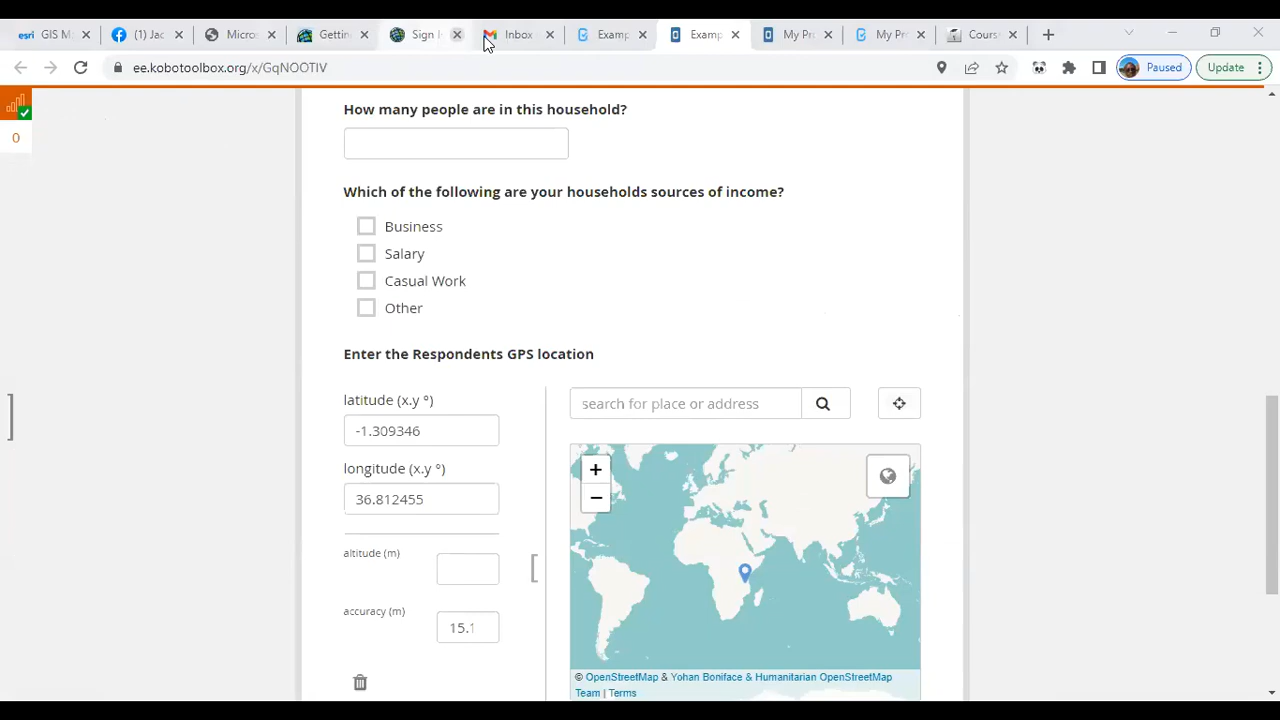 esri GIS M
(1) Jo
Micros
Gettin
Sign I
Inbox
Examp
Examp
My Pr
My Pr
Cours
ee.kobotoolbox.org/x/GqNOOTIV
Paused
Update
0
How many people are in this household?
Which of the following are your households sources of income?
Business
Salary
Casual Work
Other
Enter the Respondents GPS location
latitude (x.y °)
search for place or address
-1.309346
longitude (x.y °)
36.812455
+
−
altitude (m)
accuracy (m)
15.1
© OpenStreetMap & Yohan Boniface & Humanitarian OpenStreetMap
Team | Terms